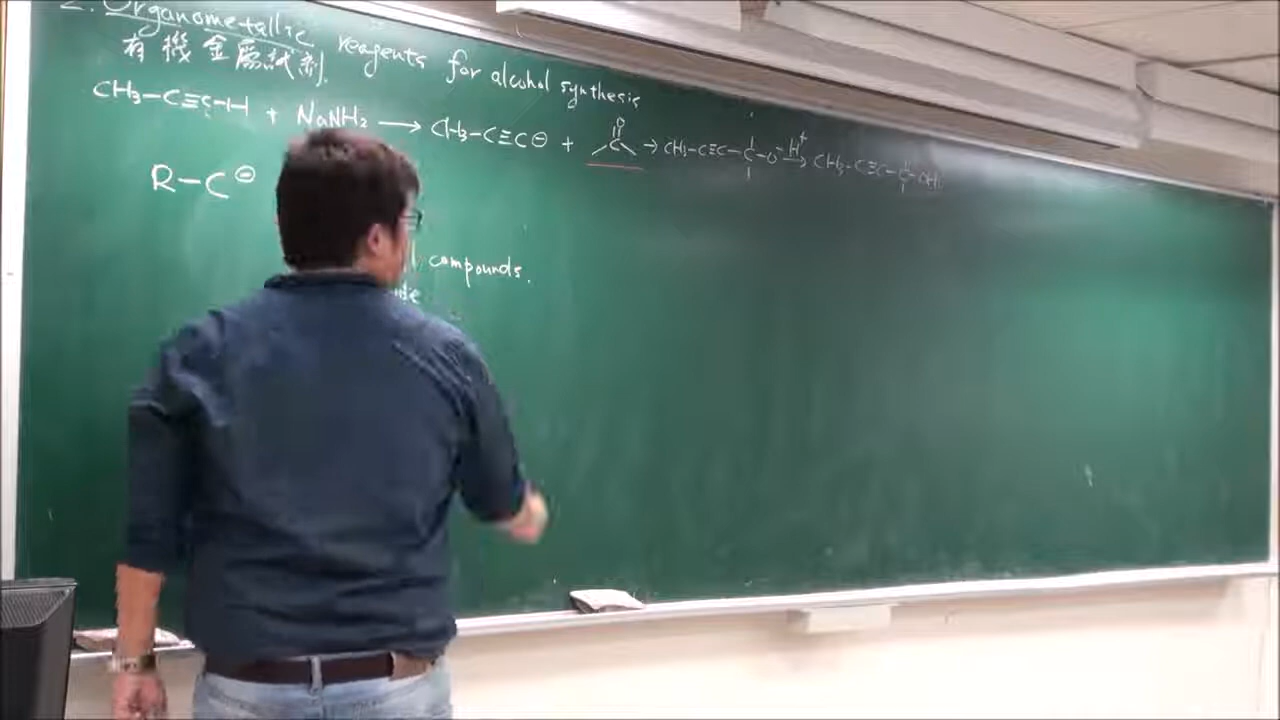 2. Organometallic reagents for alcohol synthesis
有機金屬試劑.
CH₃—C≡C—H + NaNH₂ → CH₃—C≡C⊖ + C=O → CH₃—C≡C—C—O⁻ H⁺→ CH₃—C≡C—C—OH
R—C⊖
compounds.